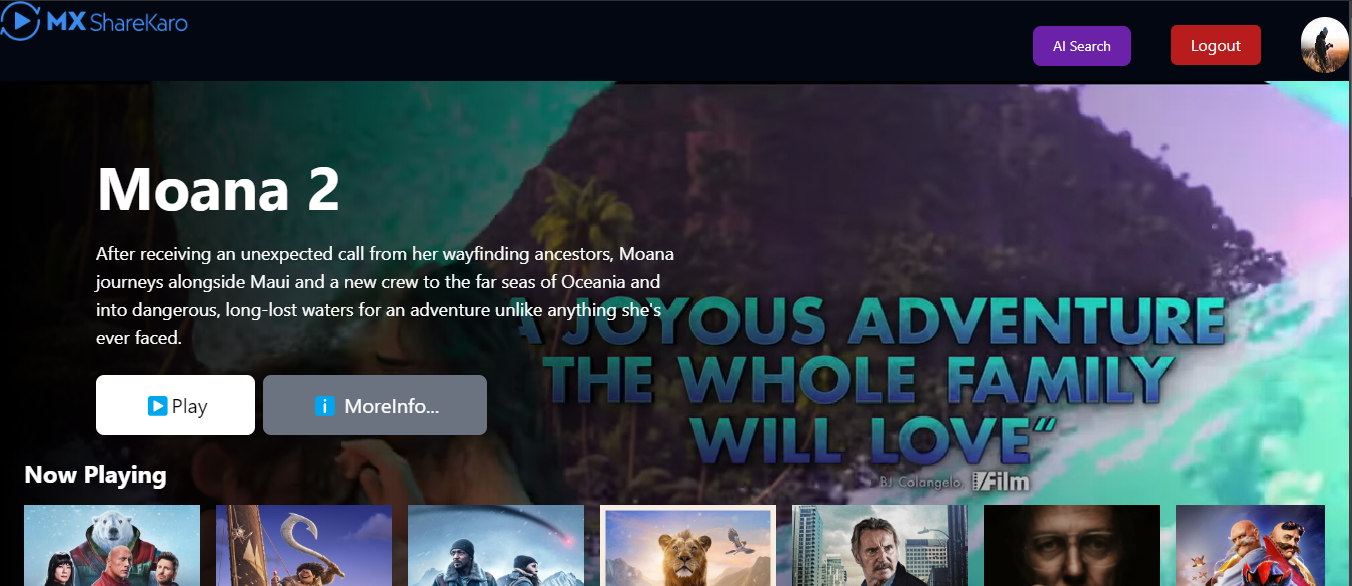 MX ShareKaro
AI Search
Logout
Moana 2
After receiving an unexpected call from her wayfinding ancestors, Moana
journeys alongside Maui and a new crew to the far seas of Oceania and
into dangerous, long-lost waters for an adventure unlike anything she's
ever faced.
A JOYOUS ADVENTURE
THE WHOLE FAMILY
WILL LOVE“
BJ Colangelo /Film
Play
MoreInfo...
Now Playing